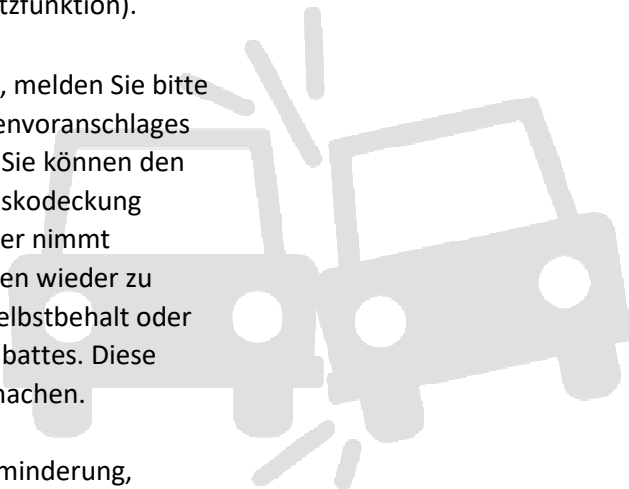 tzfunktion).
, melden Sie bitte
envoranschlages
Sie können den
skodeckung
er nimmt
en wieder zu
elbstbehalt oder
battes. Diese
nachen.
minderung,